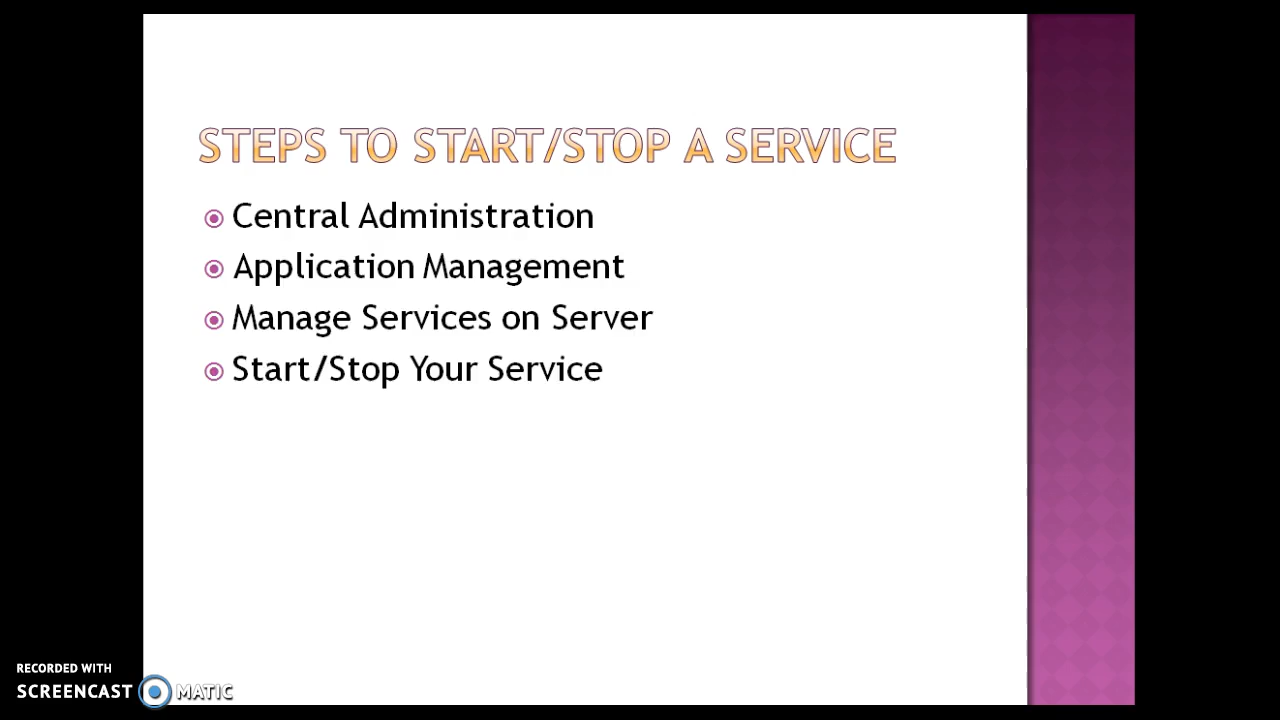 STEPS TO START/STOP A SERVICE
Central Administration
Application Management
Manage Services on Server
Start/Stop Your Service
RECORDED WITH
SCREENCAST MATIC